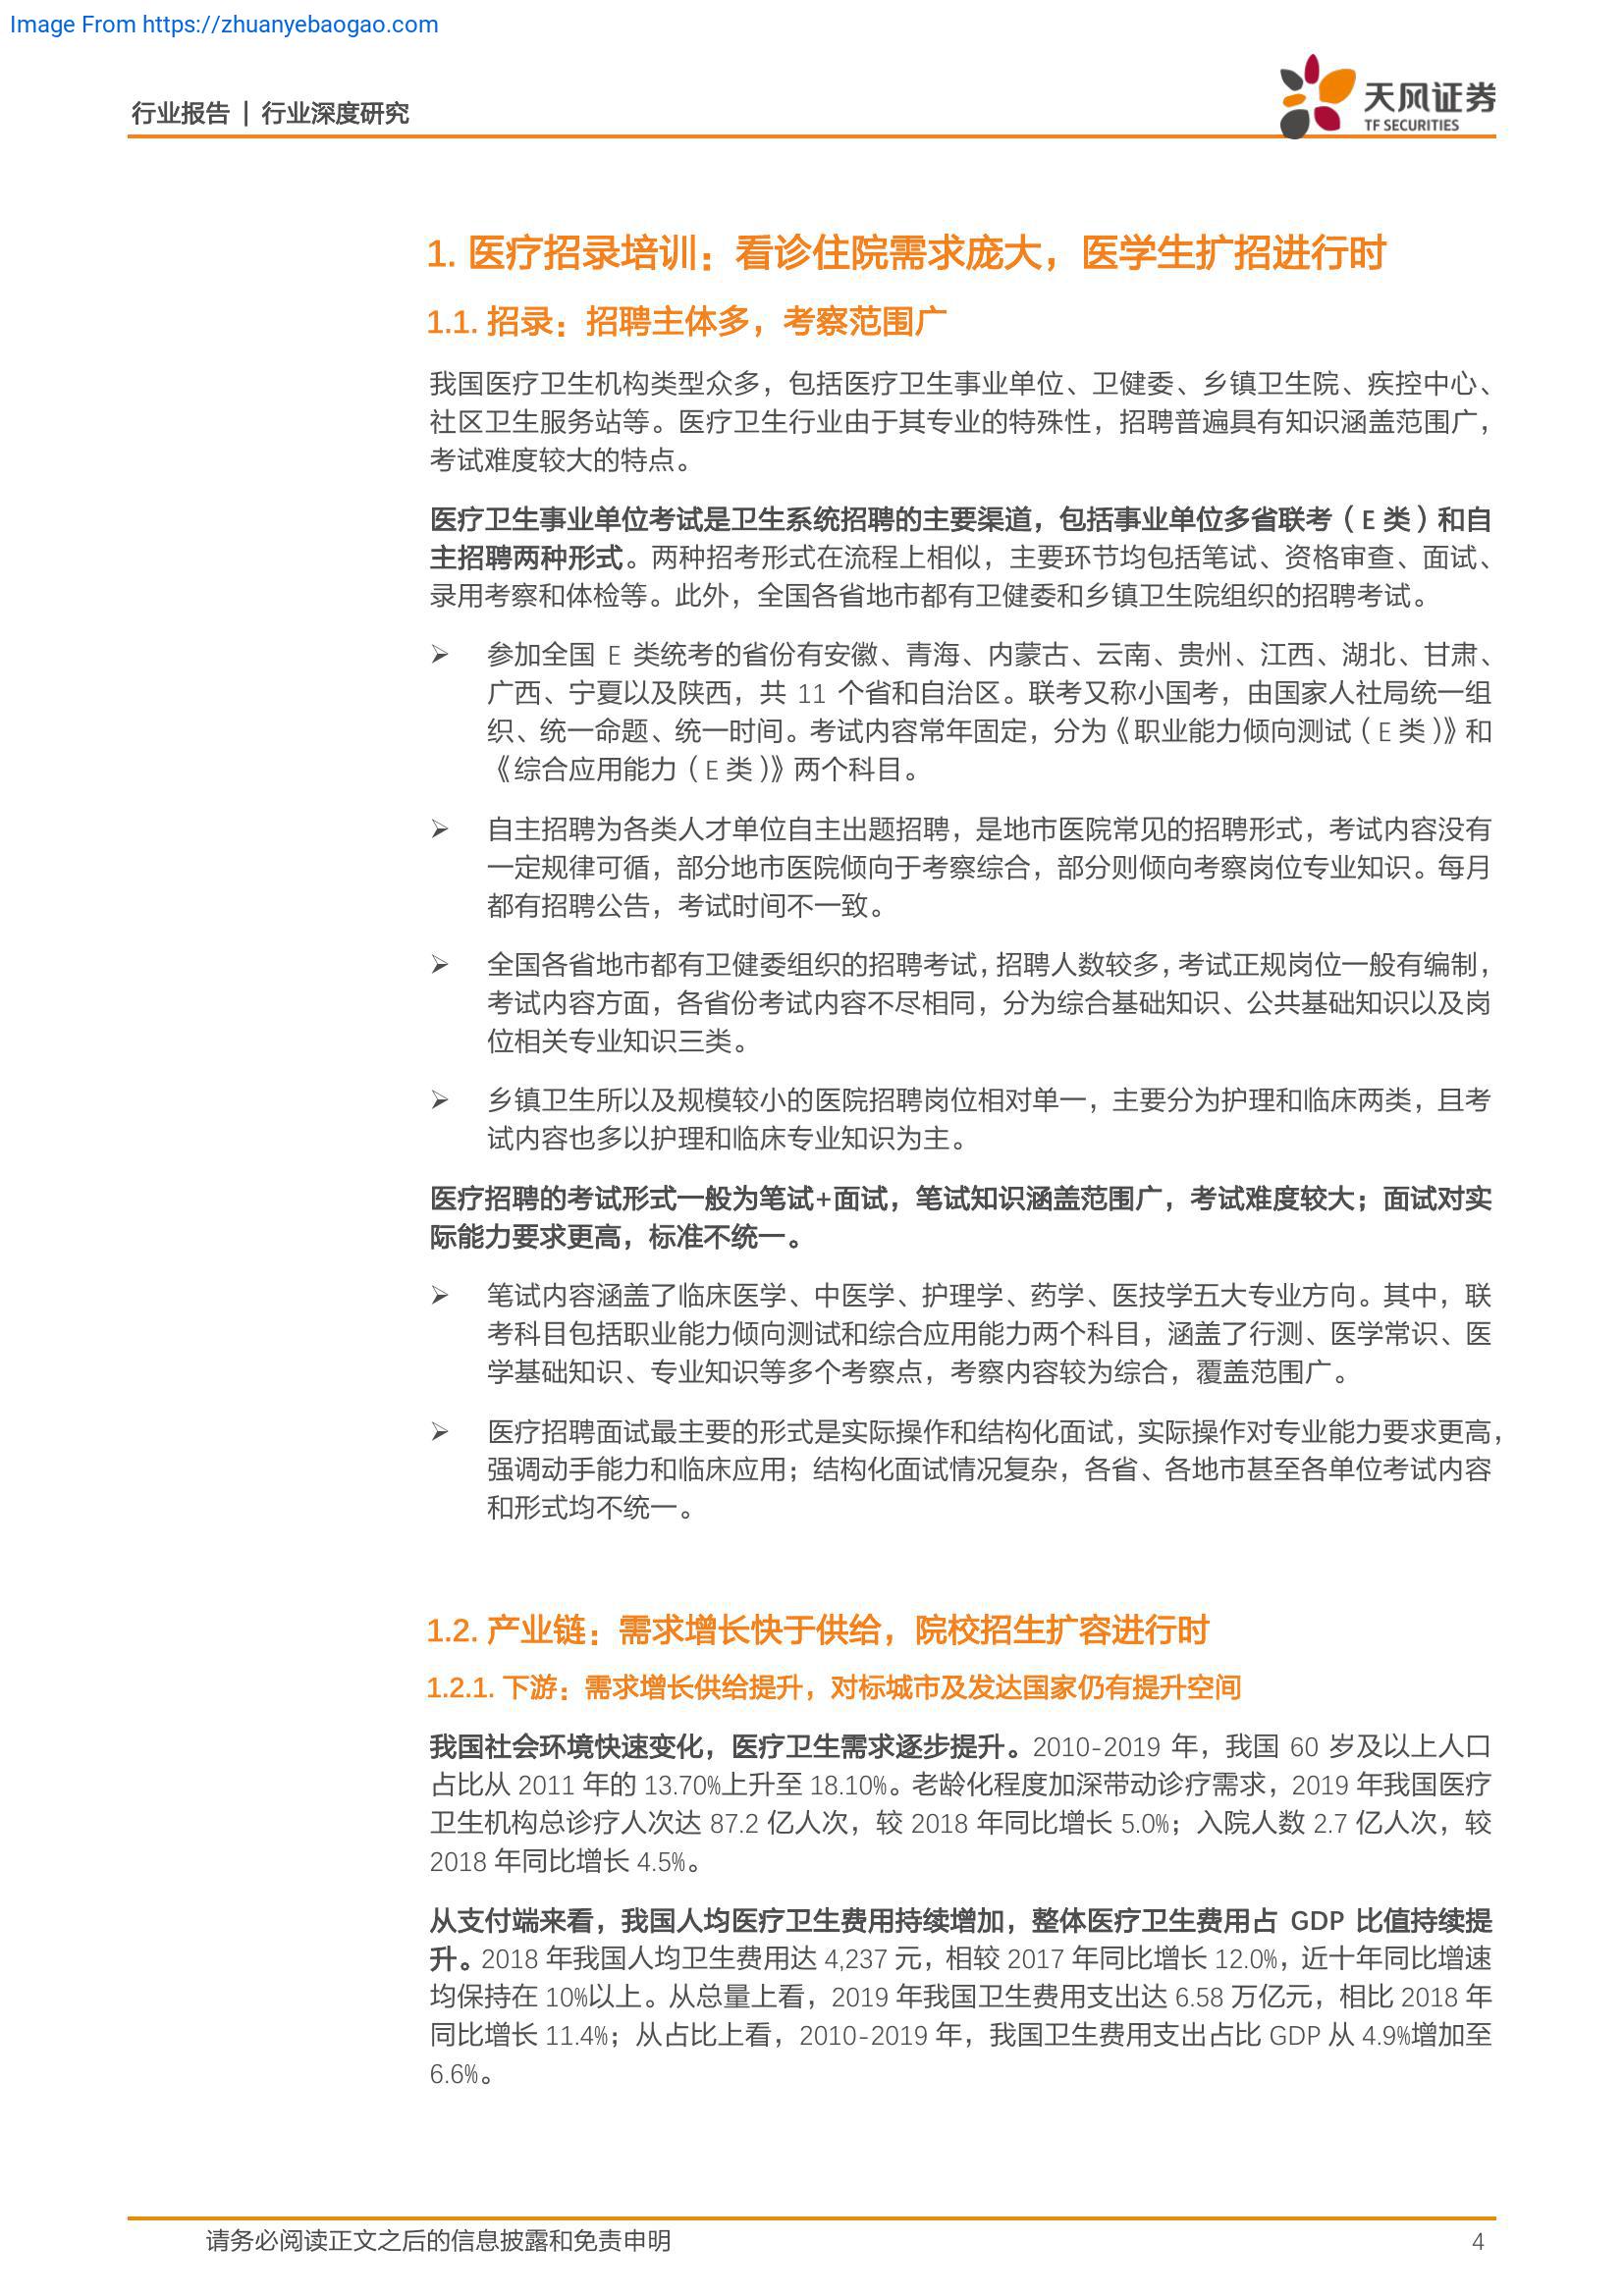 Image From https://zhuanyebaogao.com
行业报告 | 行业深度研究
天风证券
TF SECURITIES
1. 医疗招录培训：看诊住院需求庞大，医学生扩招进行时
1.1. 招录：招聘主体多，考察范围广
我国医疗卫生机构类型众多，包括医疗卫生事业单位、卫健委、乡镇卫生院、疾控中心、
社区卫生服务站等。医疗卫生行业由于其专业的特殊性，招聘普遍具有知识涵盖范围广，
考试难度较大的特点。
医疗卫生事业单位考试是卫生系统招聘的主要渠道，包括事业单位多省联考（E 类）和自
主招聘两种形式。两种招考形式在流程上相似，主要环节均包括笔试、资格审查、面试、
录用考察和体检等。此外，全国各省地市都有卫健委和乡镇卫生院组织的招聘考试。
➢ 参加全国 E 类统考的省份有安徽、青海、内蒙古、云南、贵州、江西、湖北、甘肃、
广西、宁夏以及陕西，共 11 个省和自治区。联考又称小国考，由国家人社局统一组
织、统一命题、统一时间。考试内容常年固定，分为《职业能力倾向测试（E 类）》和
《综合应用能力（E 类）》两个科目。
➢ 自主招聘为各类人才单位自主出题招聘，是地市医院常见的招聘形式，考试内容没有
一定规律可循，部分地市医院倾向于考察综合，部分则倾向考察岗位专业知识。每月
都有招聘公告，考试时间不一致。
➢ 全国各省地市都有卫健委组织的招聘考试，招聘人数较多，考试正规岗位一般有编制，
考试内容方面，各省份考试内容不尽相同，分为综合基础知识、公共基础知识以及岗
位相关专业知识三类。
➢ 乡镇卫生所以及规模较小的医院招聘岗位相对单一，主要分为护理和临床两类，且考
试内容也多以护理和临床专业知识为主。
医疗招聘的考试形式一般为笔试+面试，笔试知识涵盖范围广，考试难度较大；面试对实
际能力要求更高，标准不统一。
➢ 笔试内容涵盖了临床医学、中医学、护理学、药学、医技学五大专业方向。其中，联
考科目包括职业能力倾向测试和综合应用能力两个科目，涵盖了行测、医学常识、医
学基础知识、专业知识等多个考察点，考察内容较为综合，覆盖范围广。
➢ 医疗招聘面试最主要的形式是实际操作和结构化面试，实际操作对专业能力要求更高，
强调动手能力和临床应用；结构化面试情况复杂，各省、各地市甚至各单位考试内容
和形式均不统一。
1.2. 产业链：需求增长快于供给，院校招生扩容进行时
1.2.1. 下游：需求增长供给提升，对标城市及发达国家仍有提升空间
我国社会环境快速变化，医疗卫生需求逐步提升。2010-2019 年，我国 60 岁及以上人口
占比从 2011 年的 13.70%上升至 18.10%。老龄化程度加深带动诊疗需求，2019 年我国医疗
卫生机构总诊疗人次达 87.2 亿人次，较 2018 年同比增长 5.0%；入院人数 2.7 亿人次，较
2018 年同比增长 4.5%。
从支付端来看，我国人均医疗卫生费用持续增加，整体医疗卫生费用占 GDP 比值持续提
升。2018 年我国人均卫生费用达 4,237 元，相较 2017 年同比增长 12.0%，近十年同比增速
均保持在 10%以上。从总量上看，2019 年我国卫生费用支出达 6.58 万亿元，相比 2018 年
同比增长 11.4%；从占比上看，2010-2019 年，我国卫生费用支出占比 GDP 从 4.9%增加至
6.6%。
请务必阅读正文之后的信息披露和免责申明
4